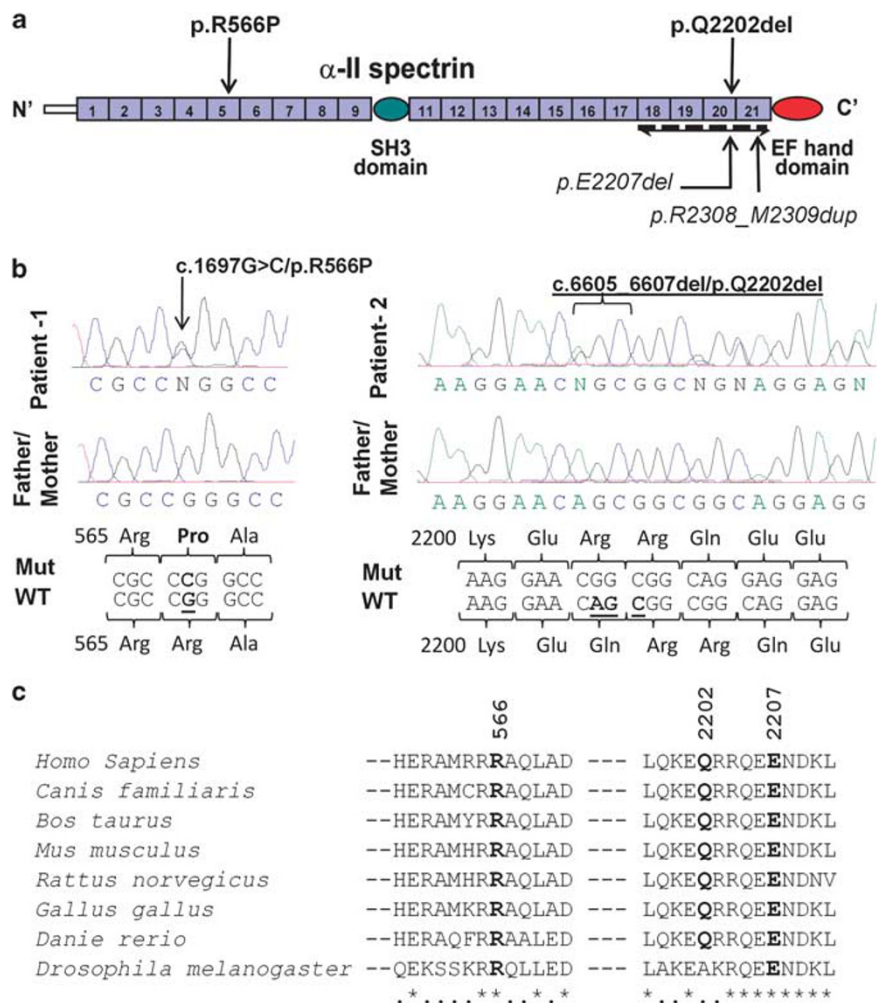 a
p.R566P
p.Q2202del
α-II spectrin
N’ 1 2 3 4 5 6 7 8 9 11 12 13 14 15 16 17 18 19 20 21 C’
SH3 domain
EF hand domain
p.E2207del
p.R2308_M2309dup
b
c.1697G>C/p.R566P
Patient -1
C G C C N G G C C
Father/Mother
C G C C G G G C C
565 Arg Pro Ala
Mut CGC CCG GCC
WT CGC CGG GCC
565 Arg Arg Ala
c.6605_6607del/p.Q2202del
Patient- 2
A A G G A A C N G C G G C N G N A G G A G N
Father/Mother
A A G G A A C A G C G G C G G C A G G A G G
2200 Lys Glu Arg Arg Gln Glu Glu
Mut AAG GAA CGG CGG CAG GAG GAG
WT AAG GAA CAG CGG CGG CAG GAG
2200 Lys Glu Gln Arg Arg Gln Glu
c
566 2202 2207
Homo Sapiens --HERAMRRRAQLAD --- LQKEQRRQEENDKL
Canis familiaris --HERAMCRRAQLAD --- LQKEQRRQEENDKL
Bos taurus --HERAMYRRAQLAD --- LQKEQRRQEENDKL
Mus musculus --HERAMHRRAQLAD --- LQKEQRRQEENDKL
Rattus norvegicus --HERAMHRRAQLAD --- LQKEQRRQEENDNV
Gallus gallus --HERAMKRRAQLAD --- LQKEQRRQEENDKL
Danie rerio --HERAQFRRAALED --- LQKEQRRQEENDKL
Drosophila melanogaster --QEKSSKRRQLLED --- LAKEAKRQEENDKL
.*....**..*.* *..*..********